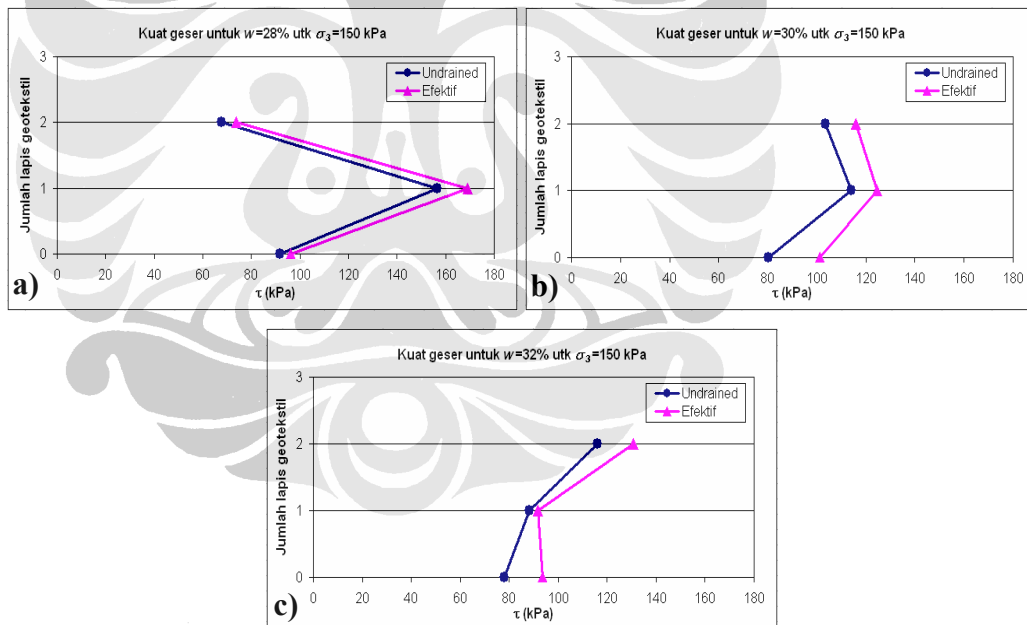 Kuat geser untuk w=28% utk σ₃=150 kPa
3
2
1
0
Jumlah lapis geotekstil
Undrained
Efektif
0 20 40 60 80 100 120 140 160 180
τ (kPa)
a)
Kuat geser untuk w=30% utk σ₃=150 kPa
3
2
1
0
Jumlah lapis geotekstil
Undrained
Efektif
0 20 40 60 80 100 120 140 160 180
τ (kPa)
b)
Kuat geser untuk w=32% utk σ₃=150 kPa
3
2
1
0
Jumlah lapis geotekstil
Undrained
Efektif
0 20 40 60 80 100 120 140 160 180
τ (kPa)
c)